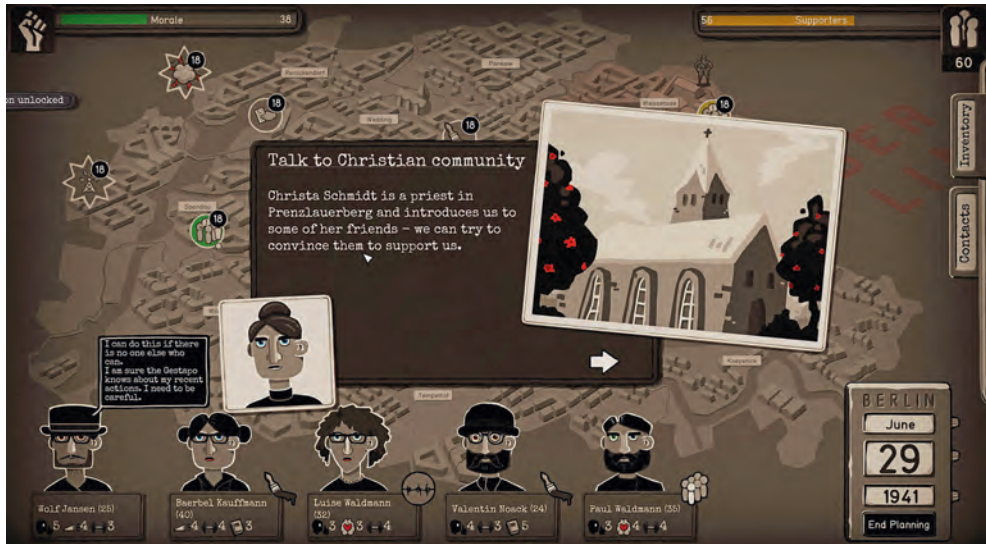 Morale
38
56
Supporters
60
on unlocked
18
18
18
18
18
Reinickendorf
Pankow
Wedding
Weissensee
Spandau
Talk to Christian community
Christa Schmidt is a priest in
Prenzlauerberg and introduces us to
some of her friends – we can try to
convince them to support us.
Inventory
Contacts
I can do this if there
is no one else who
can.
I am sure the Gestapo
knows about my recent
actions. I need to be
careful.
Koepenick
Tempelhof
Wolf Jansen (25)
5 4 3
Baerbel Kauffmann
(40)
4 4 3
Luise Waldmann
(32)
3 3 4
Valentin Noack (24)
4 3 5
Paul Waldmann (35)
3 4 4
BERLIN
June
29
1941
End Planning